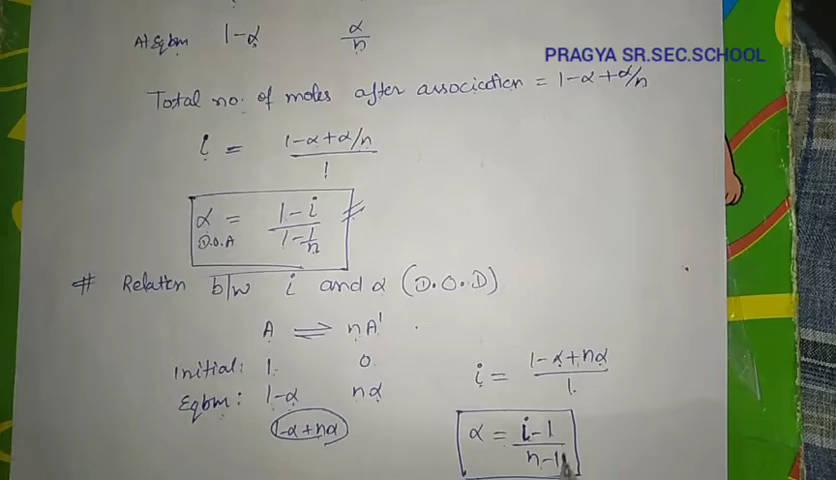 At Eqbm 1-α α/n
PRAGYA SR.SEC.SCHOOL
Total no. of moles after association = 1-α+α/n
i = (1-α+α/n)/1
α = (1-i)/(1-1/n)
D.O.A
# Relation b/w i and α (D.O.D)
A ⇌ nA'
Initial: 1 0
Eqbm: 1-α nα
1-α+nα
i = (1-α+nα)/1
α = (i-1)/(n-1)